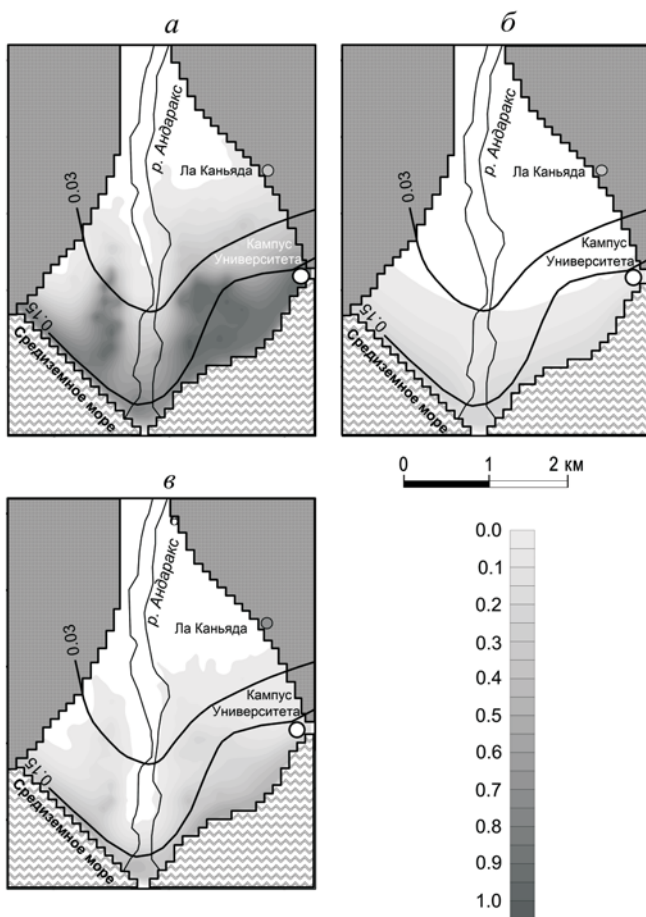 а
р. Андаракс
Ла Каньяда
0.03
Кампус
Университета
0.15
Средиземное море
б
р. Андаракс
Ла Каньяда
0.03
Кампус
Университета
0.15
Средиземное море
0 1 2 км
в
р. Андаракс
Ла Каньяда
0.03
Кампус
Университета
0.15
Средиземное море
0.0
0.1
0.2
0.3
0.4
0.5
0.6
0.7
0.8
0.9
1.0